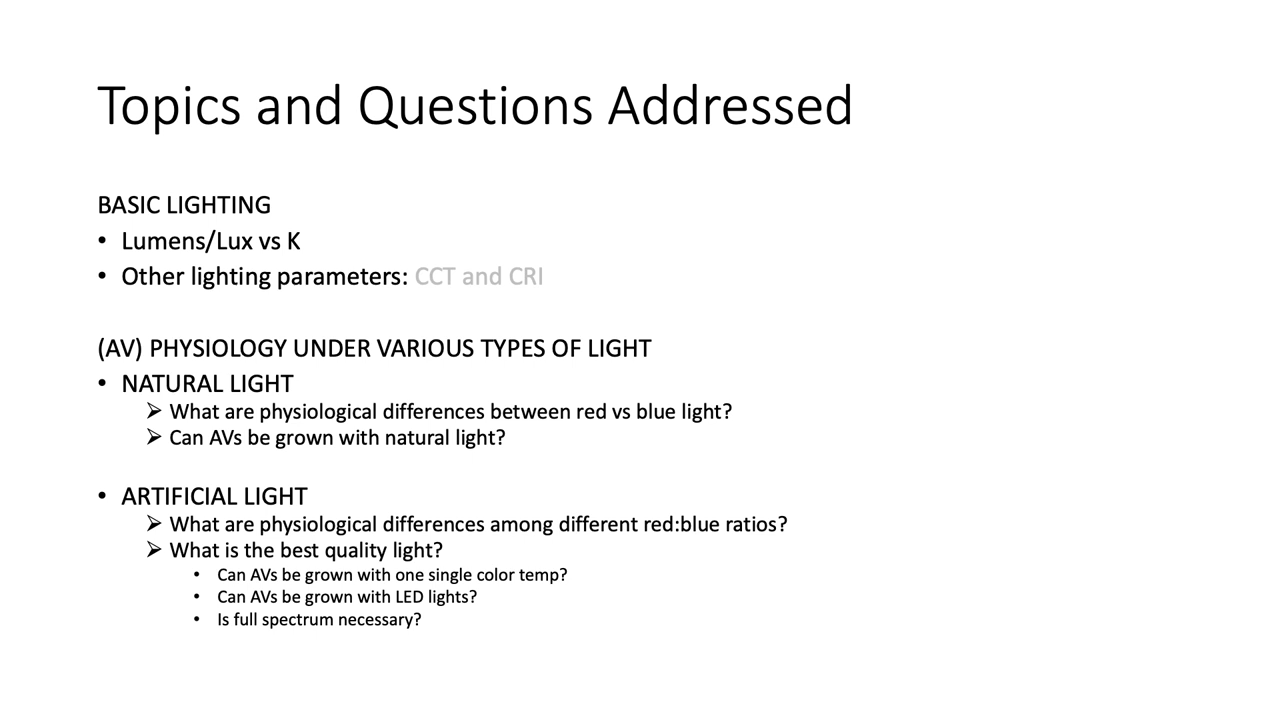 Topics and Questions Addressed
BASIC LIGHTING
• Lumens/Lux vs K
• Other lighting parameters: CCT and CRI
(AV) PHYSIOLOGY UNDER VARIOUS TYPES OF LIGHT
• NATURAL LIGHT
➢ What are physiological differences between red vs blue light?
➢ Can AVs be grown with natural light?
• ARTIFICIAL LIGHT
➢ What are physiological differences among different red:blue ratios?
➢ What is the best quality light?
• Can AVs be grown with one single color temp?
• Can AVs be grown with LED lights?
• Is full spectrum necessary?